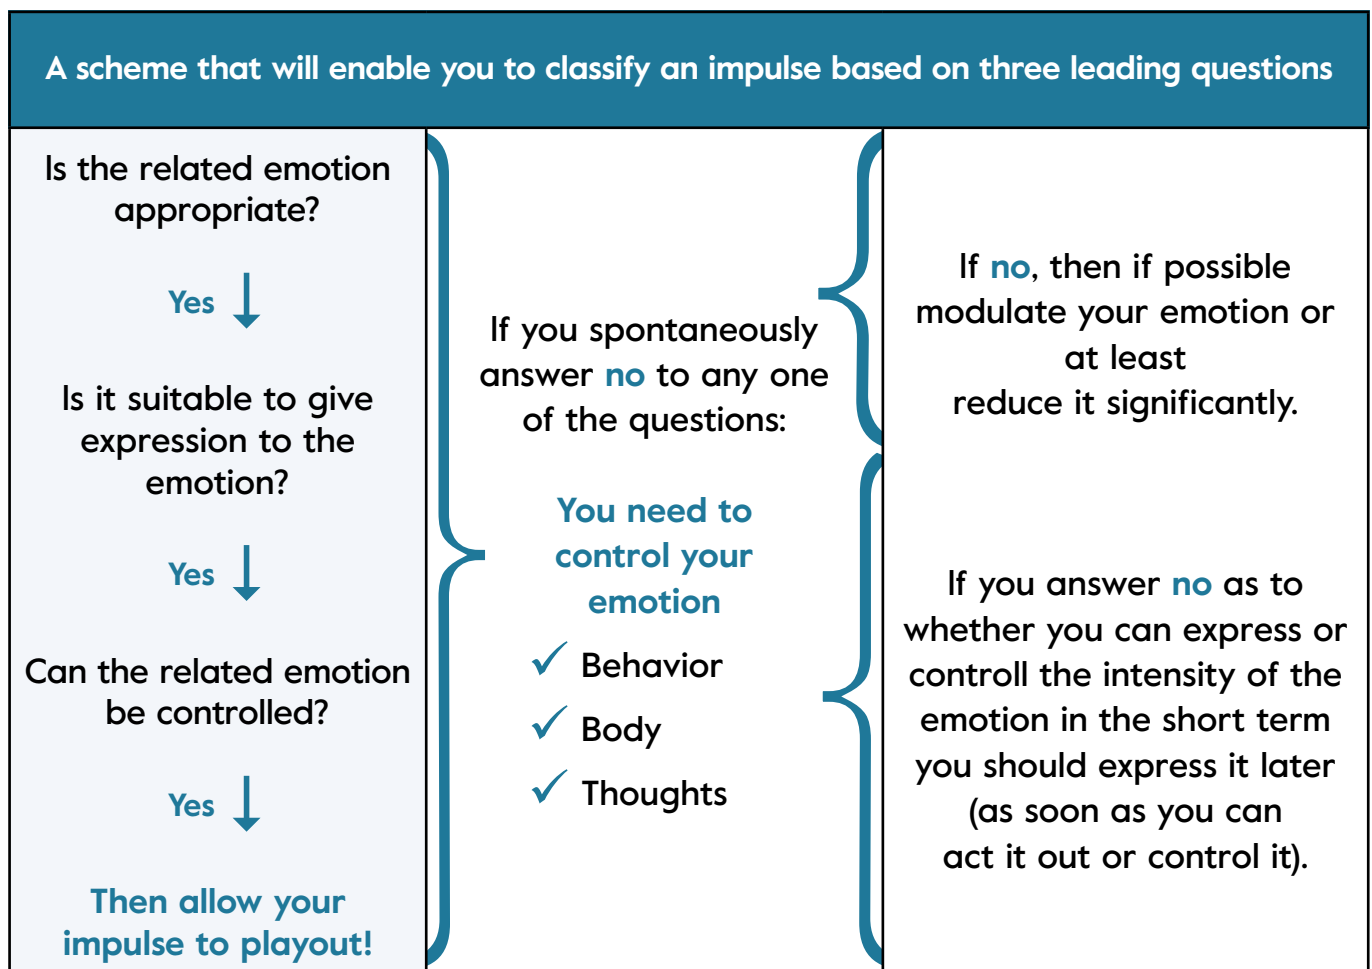 A scheme that will enable you to classify an impulse based on three leading questions
Is the related emotion
appropriate?
Yes
Is it suitable to give
expression to the
emotion?
Yes
Can the related emotion
be controlled?
Yes
Then allow your
impulse to playout!
If you spontaneously
answer no to any one
of the questions:
You need to
control your
emotion
Behavior
Body
Thoughts
If no, then if possible
modulate your emotion or
at least
reduce it significantly.
If you answer no as to
whether you can express or
controll the intensity of the
emotion in the short term
you should express it later
(as soon as you can
act it out or control it).